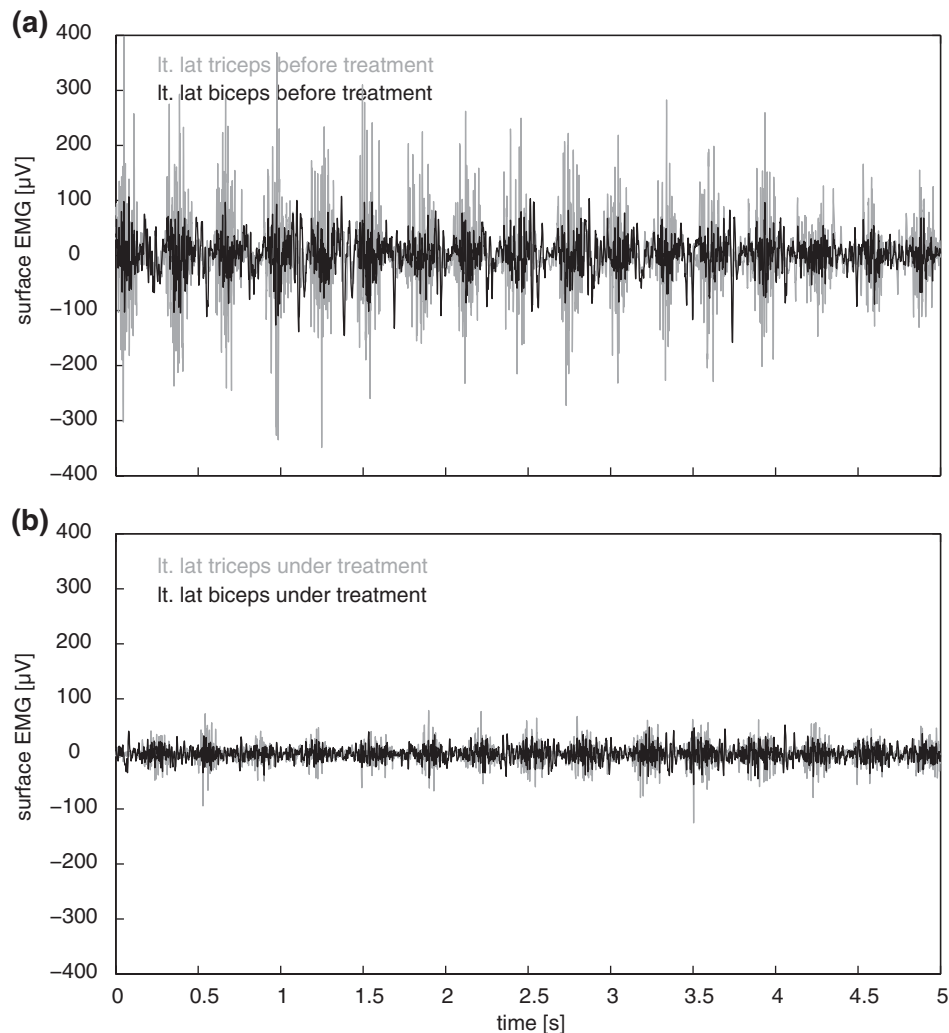 (a)
400
lt. lat triceps before treatment
300
lt. lat biceps before treatment
200
100
0
−100
−200
−300
−400
surface EMG [µV]
(b)
400
lt. lat triceps under treatment
300
lt. lat biceps under treatment
200
100
0
−100
−200
−300
−400
surface EMG [µV]
0 0.5 1 1.5 2 2.5 3 3.5 4 4.5 5
time [s]